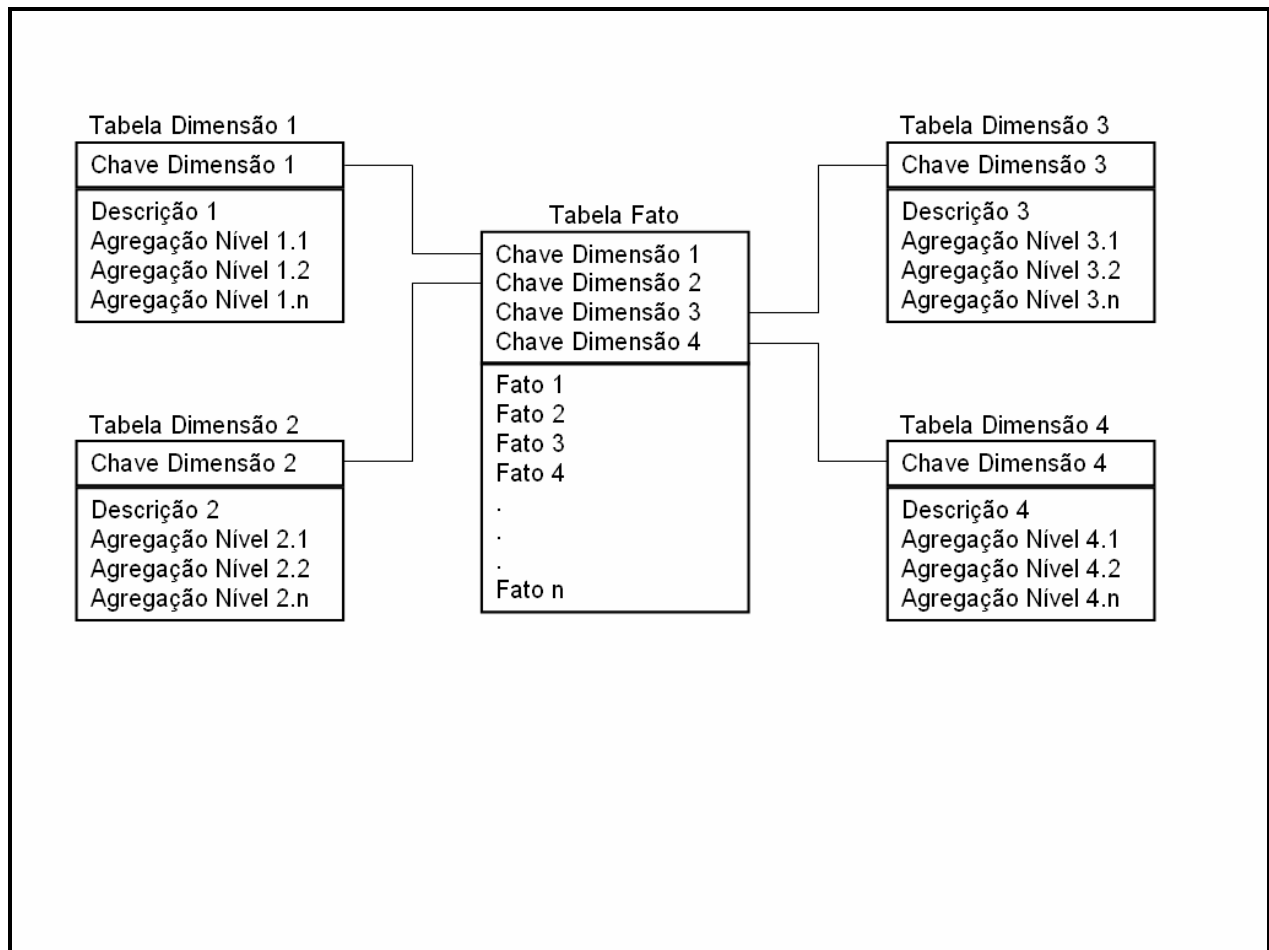 Tabela Dimensão 1
Chave Dimensão 1
Descrição 1
Agregação Nível 1.1
Agregação Nível 1.2
Agregação Nível 1.n
Tabela Dimensão 2
Chave Dimensão 2
Descrição 2
Agregação Nível 2.1
Agregação Nível 2.2
Agregação Nível 2.n
Tabela Fato
Chave Dimensão 1
Chave Dimensão 2
Chave Dimensão 3
Chave Dimensão 4
Fato 1
Fato 2
Fato 3
Fato 4
.
.
.
Fato n
Tabela Dimensão 3
Chave Dimensão 3
Descrição 3
Agregação Nível 3.1
Agregação Nível 3.2
Agregação Nível 3.n
Tabela Dimensão 4
Chave Dimensão 4
Descrição 4
Agregação Nível 4.1
Agregação Nível 4.2
Agregação Nível 4.n